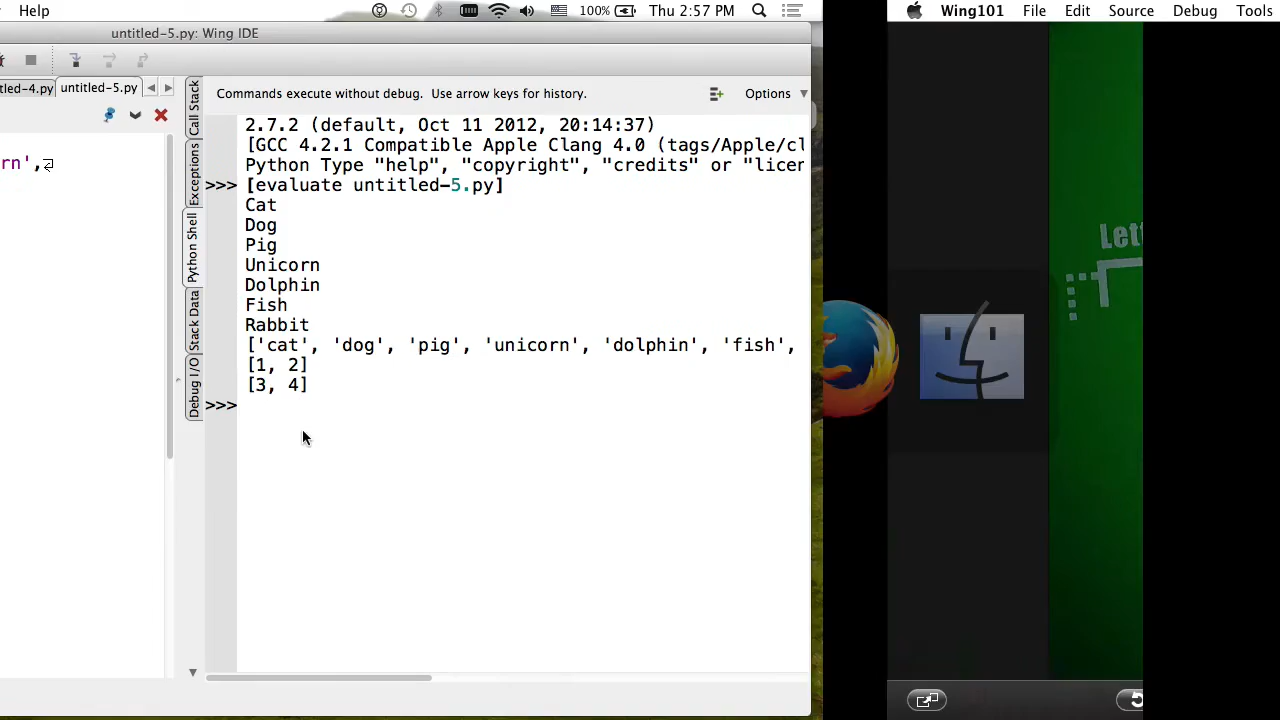 Help
100%
Thu 2:57 PM
Wing101 File Edit Source Debug Tools
untitled-5.py: Wing IDE
tled-4.py
untitled-5.py
Commands execute without debug. Use arrow keys for history.
Options
Call Stack
Exceptions
Python Shell
Stack Data
Debug I/O
rn',
2.7.2 (default, Oct 11 2012, 20:14:37)
[GCC 4.2.1 Compatible Apple Clang 4.0 (tags/Apple/cl
Python Type "help", "copyright", "credits" or "licen
>>> [evaluate untitled-5.py]
Cat
Dog
Pig
Unicorn
Dolphin
Fish
Rabbit
['cat', 'dog', 'pig', 'unicorn', 'dolphin', 'fish',
[1, 2]
[3, 4]
>>>
Let